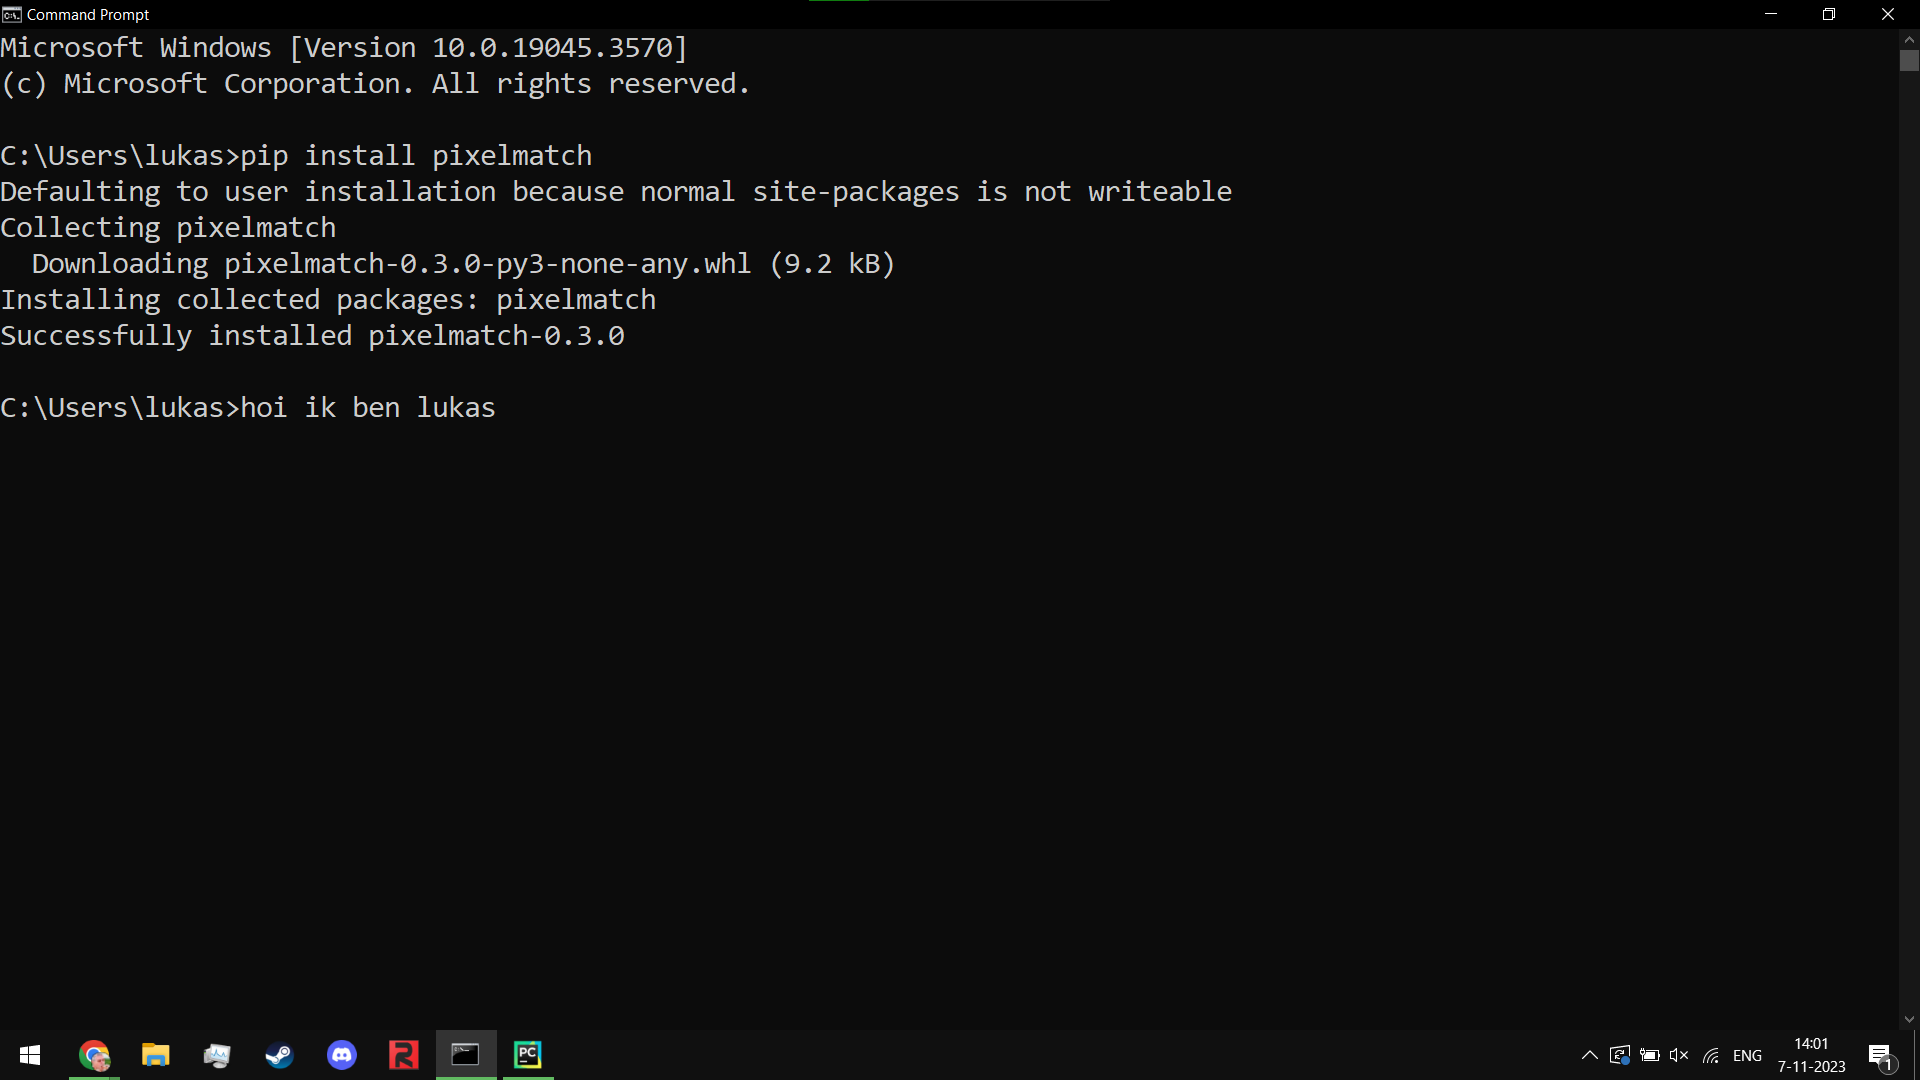 Command Prompt
Microsoft Windows [Version 10.0.19045.3570]
(c) Microsoft Corporation. All rights reserved.
C:\Users\lukas>pip install pixelmatch
Defaulting to user installation because normal site-packages is not writeable
Collecting pixelmatch
  Downloading pixelmatch-0.3.0-py3-none-any.whl (9.2 kB)
Installing collected packages: pixelmatch
Successfully installed pixelmatch-0.3.0
C:\Users\lukas>hoi ik ben lukas
R
PC
ENG
14:01
7-11-2023
1